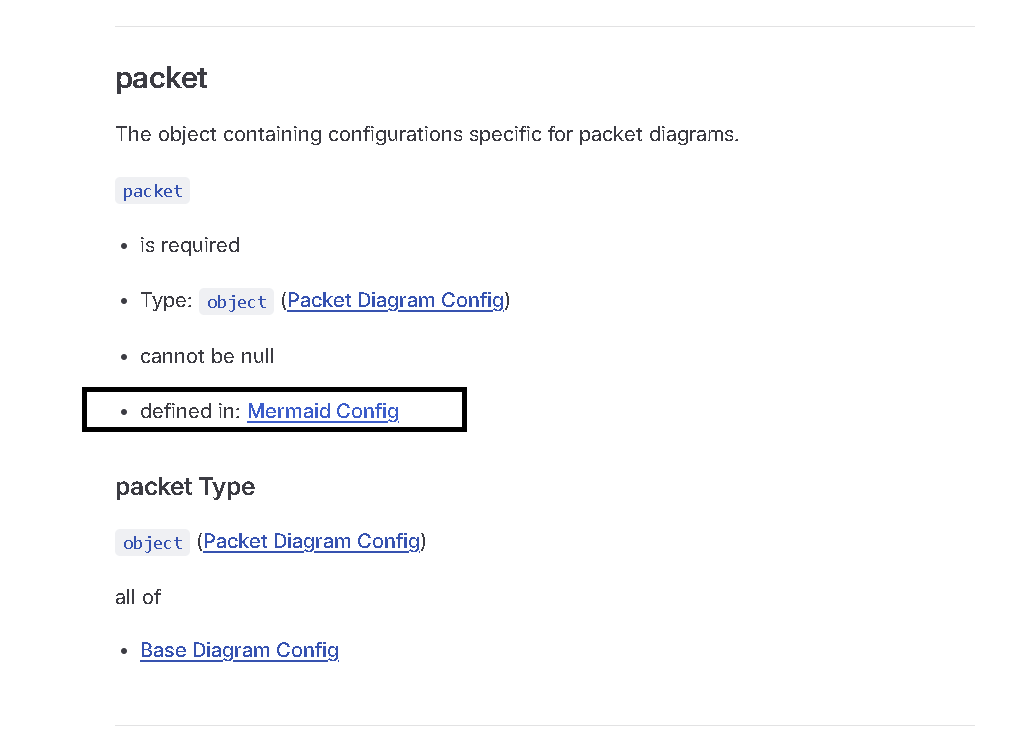 packet
The object containing configurations specific for packet diagrams.
packet
• is required
• Type: object (Packet Diagram Config)
• cannot be null
• defined in: Mermaid Config
packet Type
object (Packet Diagram Config)
all of
• Base Diagram Config